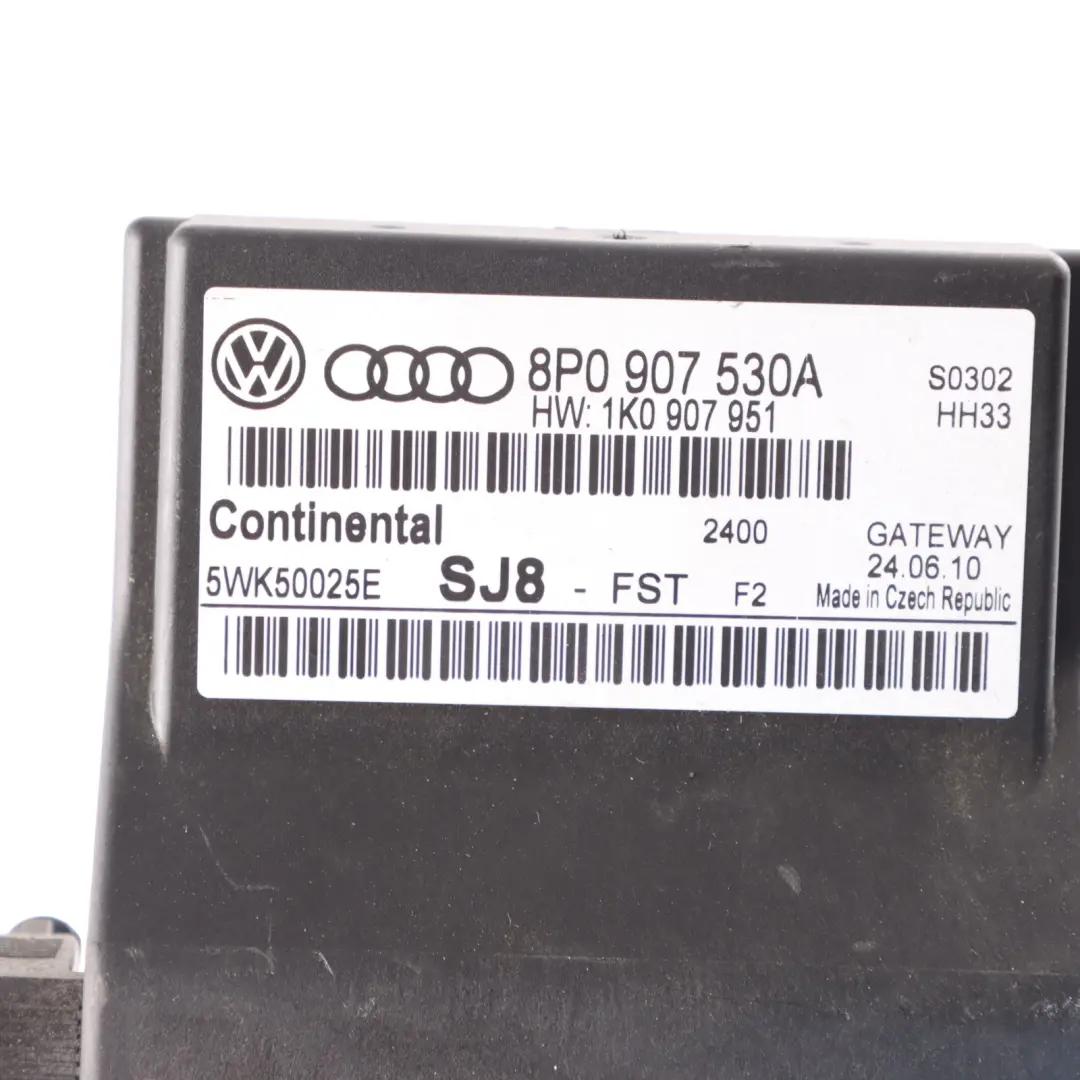 8P0 907 530A
HW: 1K0 907 951
S0302
HH33
Continental
2400
GATEWAY
24.06.10
5WK50025E SJ8 - FST F2
Made in Czech Republic